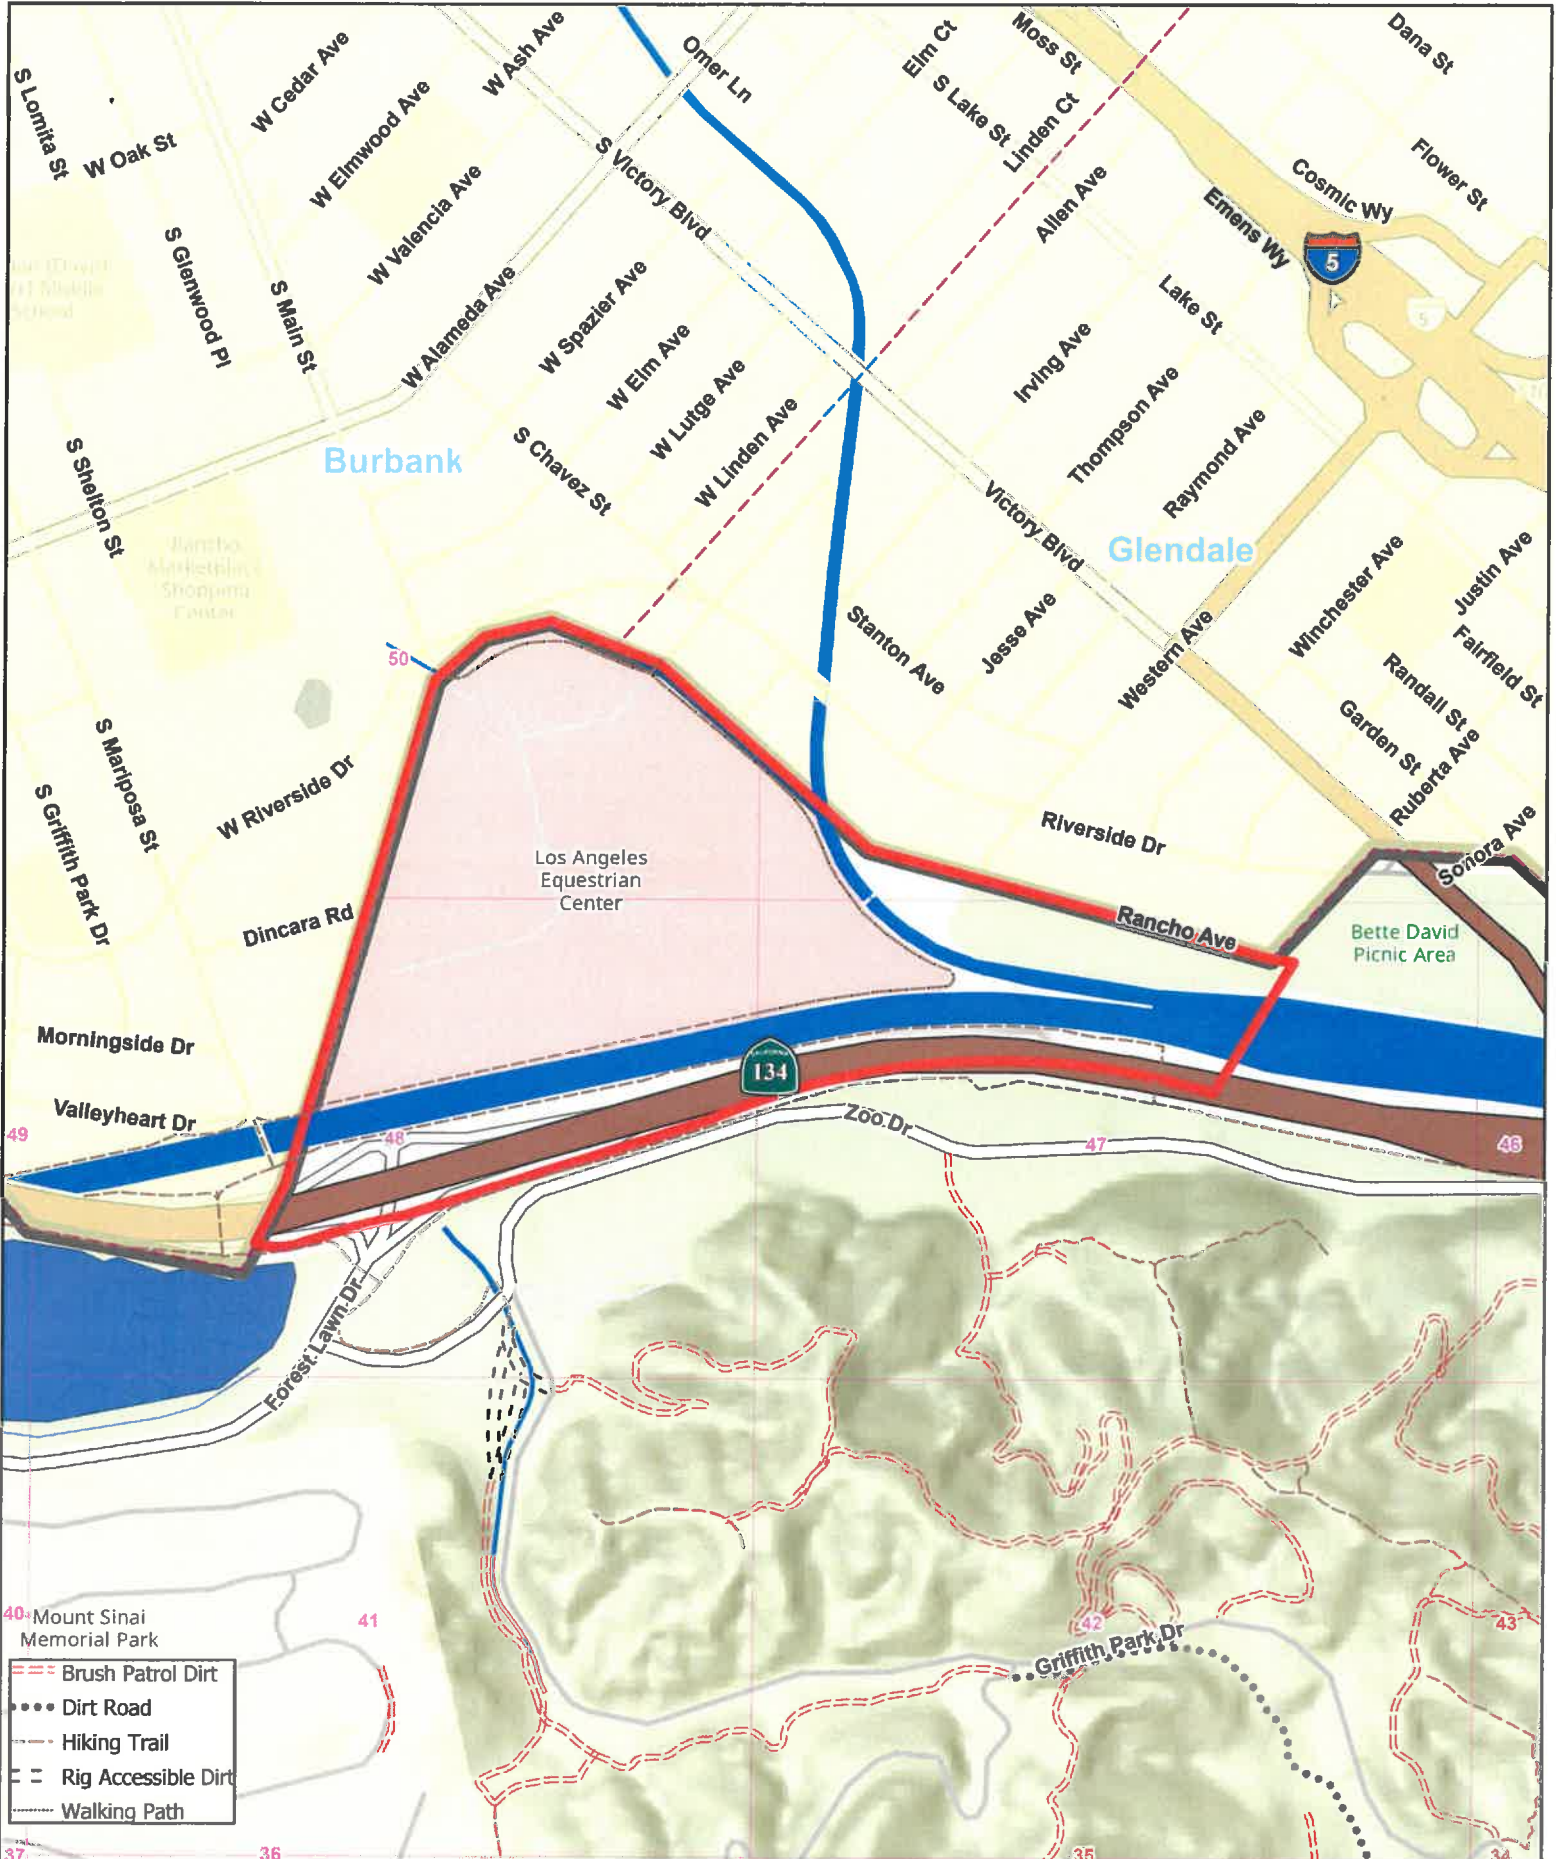 Dana St
Moss St
Elm Ct
W Ash Ave
Omer Ln
W Cedar Ave
S Lomita St
W Oak St
W Elmwood Ave
S Lake St
Linden Ct
S Victory Blvd
Flower St
Cosmic Wy
Emens Wy
Allen Ave
W Valencia Ave
S Glenwood Pl
S Main St
5
5
School
W Alameda Ave
W Spazier Ave
Lake St
W Elm Ave
Irving Ave
W Lutge Ave
Thompson Ave
W Linden Ave
Raymond Ave
S Chavez St
Burbank
S Shelton St
Victory Blvd
Glendale
Rancho
Marketplace
Shopping
Center
Winchester Ave
Justin Ave
Stanton Ave
Jesse Ave
Western Ave
Fairfield St
Randall St
Garden St
Ruberta Ave
50
S Mariposa St
S Griffith Park Dr
W Riverside Dr
Riverside Dr
Sonora Ave
Los Angeles
Equestrian
Center
Dincara Rd
Rancho Ave
Bette David
Picnic Area
Morningside Dr
CALIFORNIA
134
Valleyheart Dr
Zoo Dr
49
48
47
46
Forest Lawn Dr
40
Mount Sinai
Memorial Park
41
42
43
Griffith Park Dr
Brush Patrol Dirt
Dirt Road
Hiking Trail
Rig Accessible Dirt
Walking Path
37
36
35
34